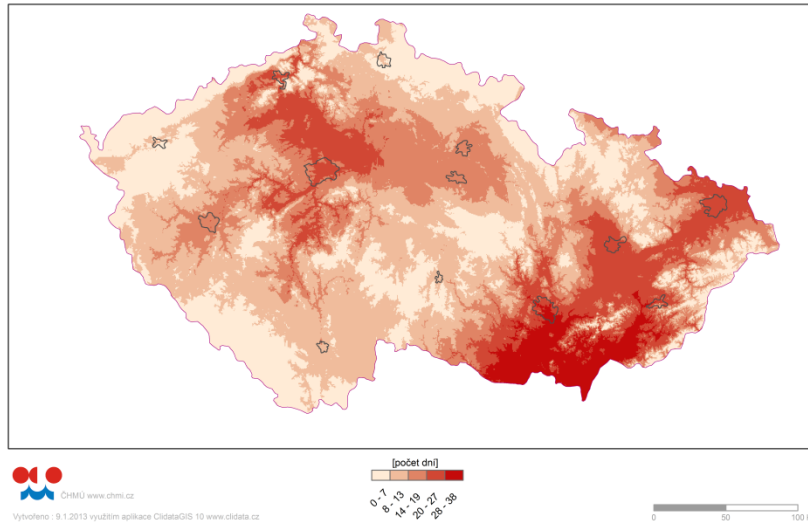 [počet dní]
0 - 7
8 - 13
14 - 19
20 - 27
28 - 38
ČHMÚ www.chmi.cz
Vytvořeno : 9.1.2013 využitím aplikace ClidataGIS 10 www.clidata.cz
0 50 100